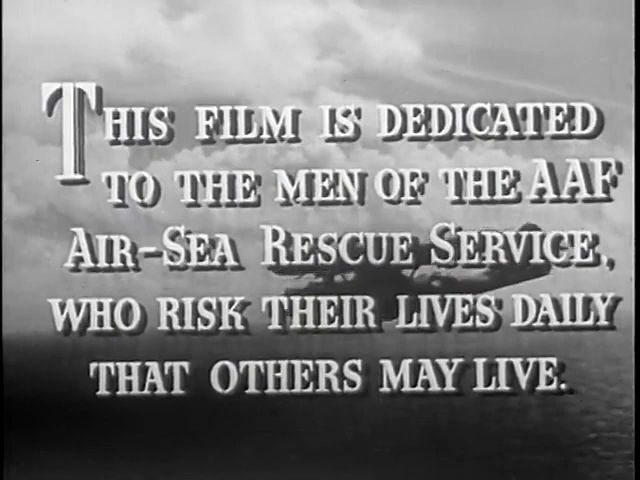 THIS FILM IS DEDICATED
TO THE MEN OF THE AAF
AIR-SEA RESCUE SERVICE,
WHO RISK THEIR LIVES DAILY
THAT OTHERS MAY LIVE.